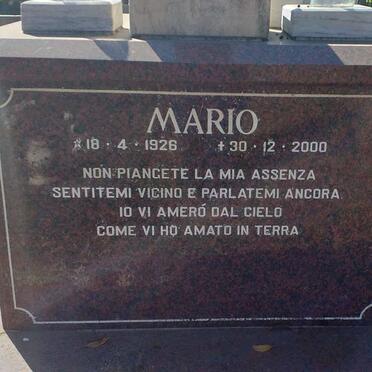 MARIO
* 18 · 4 · 1926 + 30 · 12 · 2000
NON PIANGETE LA MIA ASSENZA
SENTITEMI VICINO E PARLATEMI ANCORA
IO VI AMERÓ DAL CIELO
COME VI HO AMATO IN TERRA